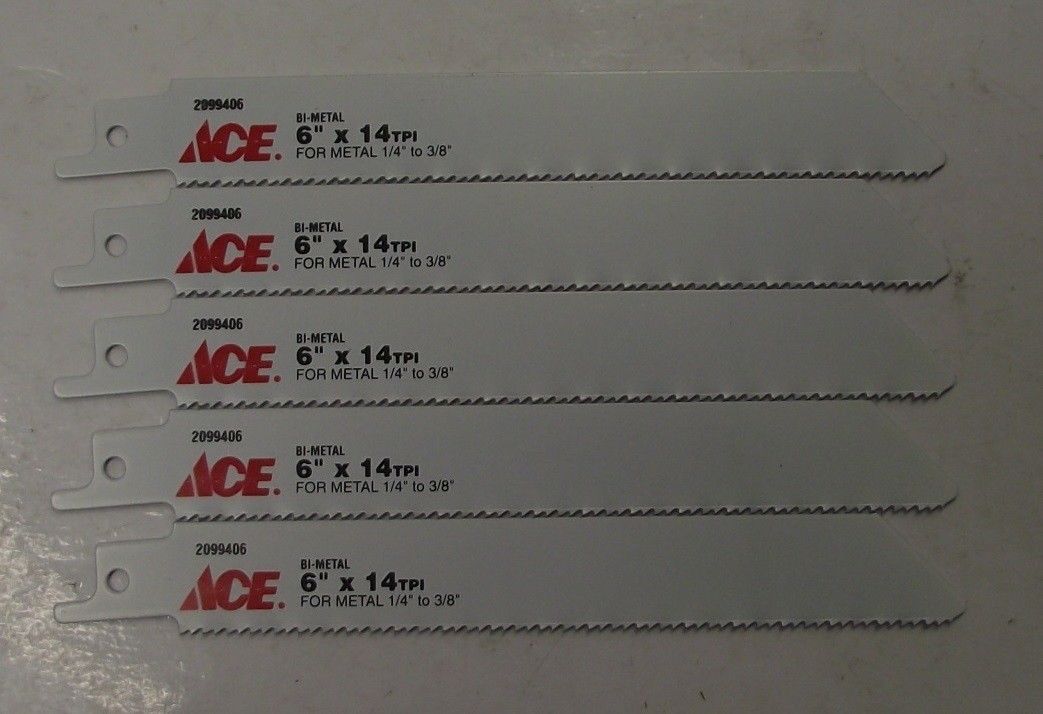 2099406
ACE®
BI-METAL
6" x 14TPI
FOR METAL 1/4" to 3/8"
2099406
ACE®
BI-METAL
6" x 14TPI
FOR METAL 1/4" to 3/8"
2099406
ACE®
BI-METAL
6" x 14TPI
FOR METAL 1/4" to 3/8"
2099406
ACE®
BI-METAL
6" x 14TPI
FOR METAL 1/4" to 3/8"
2099406
ACE®
BI-METAL
6" x 14TPI
FOR METAL 1/4" to 3/8"